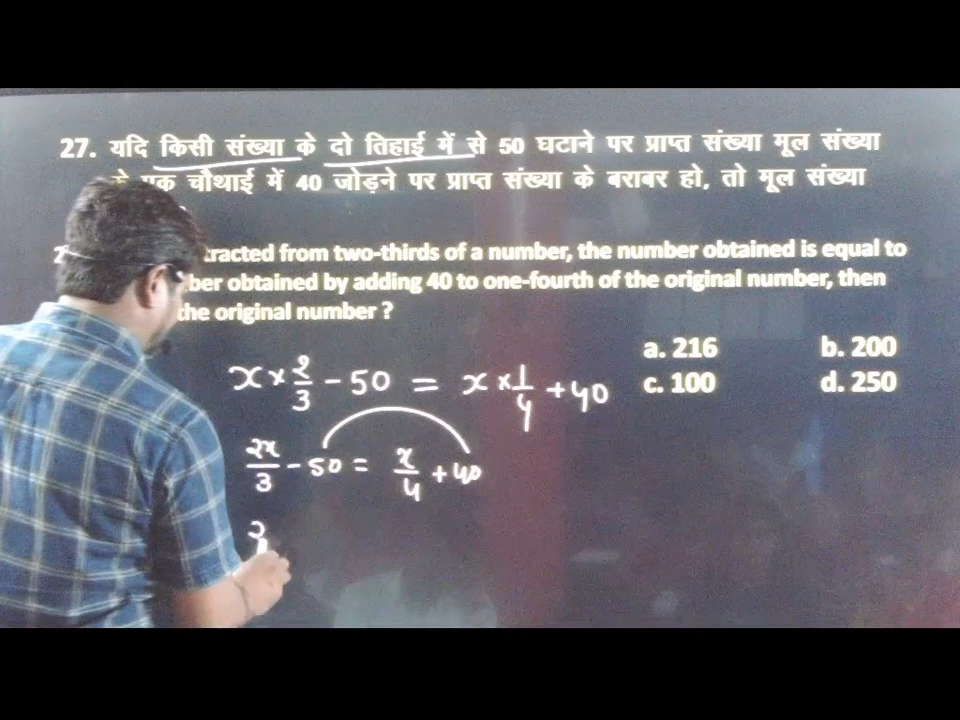 27. यदि किसी संख्या के दो तिहाई में से 50 घटाने पर प्राप्त संख्या मूल संख्या
चौथाई में 40 जोड़ने पर प्राप्त संख्या के बराबर हो, तो मूल संख्या
tracted from two-thirds of a number, the number obtained is equal to
ber obtained by adding 40 to one-fourth of the original number, then
the original number ?
a. 216 b. 200
c. 100 d. 250
x × 2/3 - 50 = x × 1/4 + 40
2x/3 - 50 = x/4 + 40
2